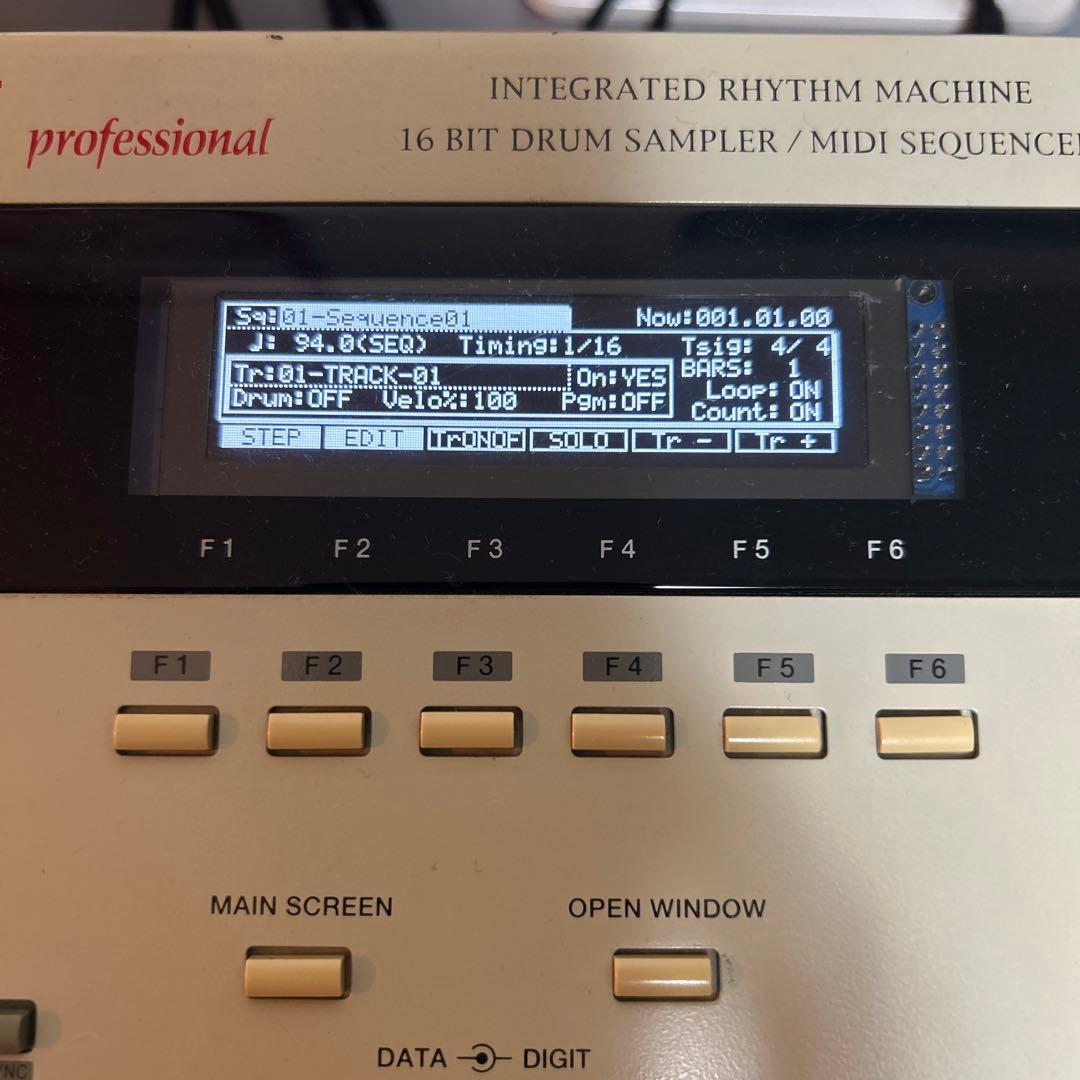 INTEGRATED RHYTHM MACHINE
professional
16 BIT DRUM SAMPLER / MIDI SEQUENCE
Sq:01-Sequence01 Now:001.01.00
♩: 94.0(SEQ) Timing:1/16 Tsig: 4/ 4
BARS: 1
Tr:01-TRACK-01 On:YES
Loop: ON
Drum:OFF Velo%:100 Pgm:OFF
Count: ON
STEP EDIT TrONOF SOLO Tr - Tr +
F1 F2 F3 F4 F5 F6
F1 F2 F3 F4 F5 F6
MAIN SCREEN OPEN WINDOW
DATA DIGIT
NC